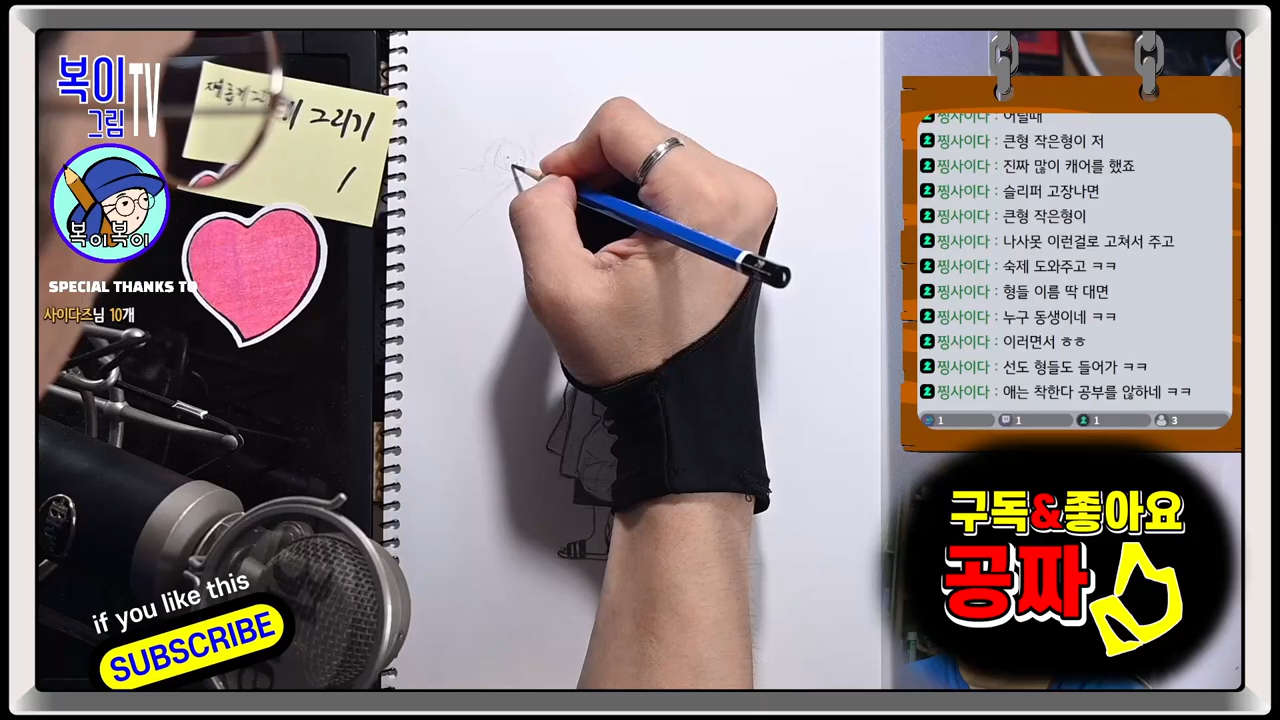 복이
그림
TV
그리기
1
복이복이
SPECIAL THANKS TO
사이다즈님 10개
if you like this
SUBSCRIBE
찡사이다 : 어릴때
찡사이다 : 큰형 작은형이 저
찡사이다 : 진짜 많이 캐어를 했죠
찡사이다 : 슬리퍼 고장나면
찡사이다 : 큰형 작은형이
찡사이다 : 나사못 이런걸로 고쳐서 주고
찡사이다 : 숙제 도와주고 ㅋㅋ
찡사이다 : 형들 이름 딱 대면
찡사이다 : 누구 동생이네 ㅋㅋ
찡사이다 : 이러면서 ㅎㅎ
찡사이다 : 선도 형들도 들어가 ㅋㅋ
찡사이다 : 얘는 착한다 공부를 않하네 ㅋㅋ
1 1 1 3
구독&좋아요
공짜